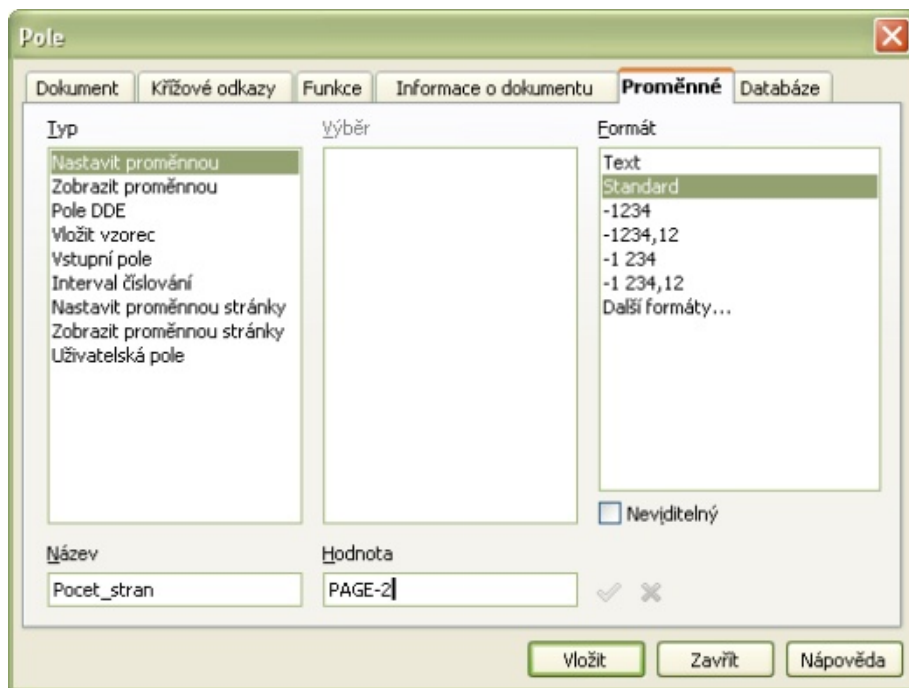 Pole
Dokument
Křížové odkazy
Funkce
Informace o dokumentu
Proměnné
Databáze
Typ
Nastavit proměnnou
Zobrazit proměnnou
Pole DDE
Vložit vzorec
Vstupní pole
Interval číslování
Nastavit proměnnou stránky
Zobrazit proměnnou stránky
Uživatelská pole
Výběr
Formát
Text
Standard
-1234
-1234,12
-1 234
-1 234,12
Další formáty...
Neviditelný
Název
Pocet_stran
Hodnota
PAGE-2
Vložit
Zavřít
Nápověda